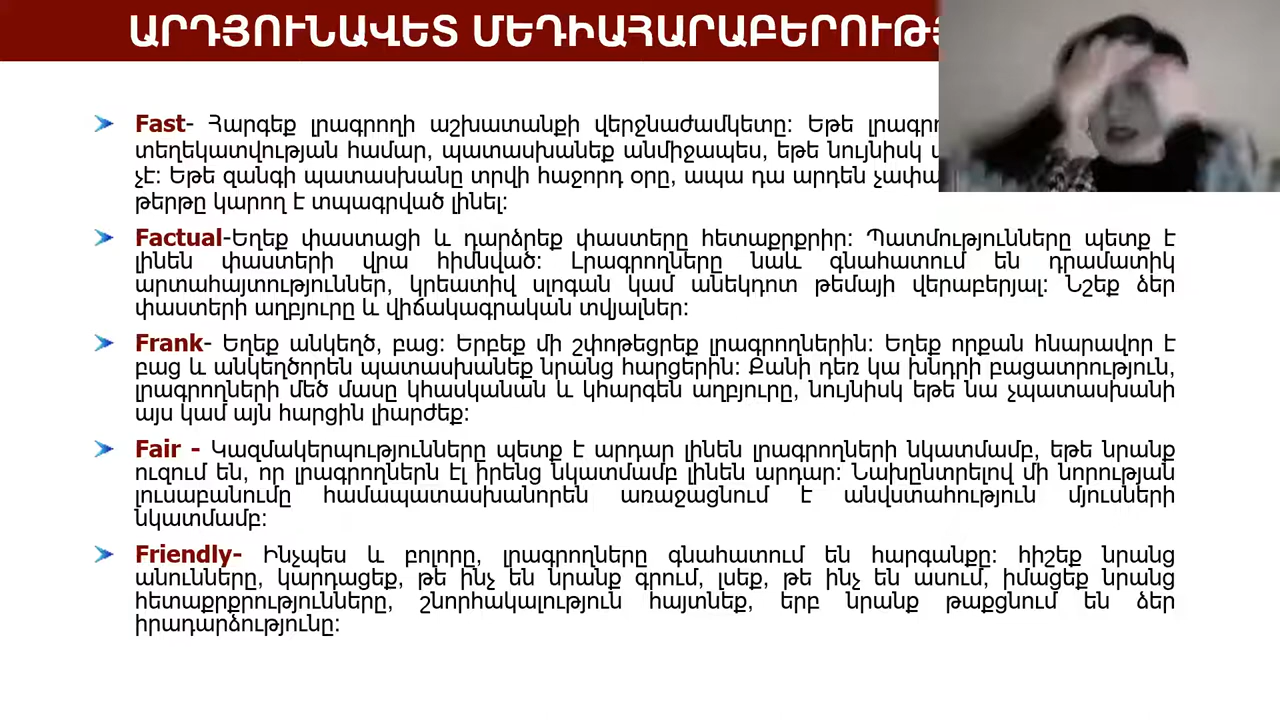 ԱՐԴՅՈՒՆԱՎԵՏ
Fast- Հարգեք լրագրողի աշխատանքի վերջնաժամկետը: Եթե
տեղեկատվության համար, պատասխանեք անմիջապես, եթե նույնիսկ
չէ: Եթե զանգի պատասխանը տրվի հաջորդ օրը, ապա դա արդեն
թերթը կարող է տպագրված լինել:
Factual-Եղեք փաստացի և դարձրեք փաստերը հետաքրքրիր: Պատմությունները պետք է
լինեն փաստերի վրա հիմնված: Լրագրողները նաև գնահատում են դրամատիկ
արտահայտություններ, կրեատիվ սլոգան կամ անեկդոտ թեմայի վերաբերյալ: Նշեք ձեր
փաստերի աղբյուրը և վիճակագրական տվյալներ:
Frank- Եղեք անկեղծ, բաց: Երբեք մի շփոթեցրեք լրագրողներին: Եղեք որքան հնարավոր է
բաց և անկեղծորեն պատասխանեք նրանց հարցերին: Քանի դեռ կա խնդրի բացատրություն,
լրագրողների մեծ մասը կհասկանան և կհարգեն աղբյուրը, նույնիսկ եթե նա չպատասխանի
այս կամ այն հարցին լիարժեք:
Fair - Կազմակերպությունները պետք է արդար լինեն լրագրողների նկատմամբ, եթե նրանք
ուզում են, որ լրագրողներն էլ իրենց նկատմամբ լինեն արդար: Նախընտրելով մի նորության
լուսաբանումը համապատասխանորեն առաջացնում է անվստահություն մյուսների
նկատմամբ:
Friendly- Ինչպես և բոլորը, լրագրողները գնահատում են հարգանքը: հիշեք նրանց
անունները, կարդացեք, թե ինչ են նրանք գրում, լսեք, թե ինչ են ասում, իմացեք նրանց
հետաքրքրությունները, շնորհակալություն հայտնեք, երբ նրանք թաքցնում են ձեր
իրադարձությունը: